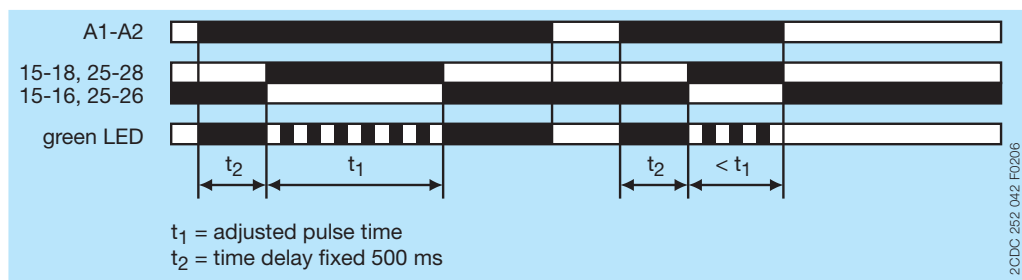 A1-A2
15-18, 25-28
15-16, 25-26
green LED
t₂ t₁ t₂ < t₁
t₁ = adjusted pulse time
t₂ = time delay fixed 500 ms
2CDC 252 042 F0206